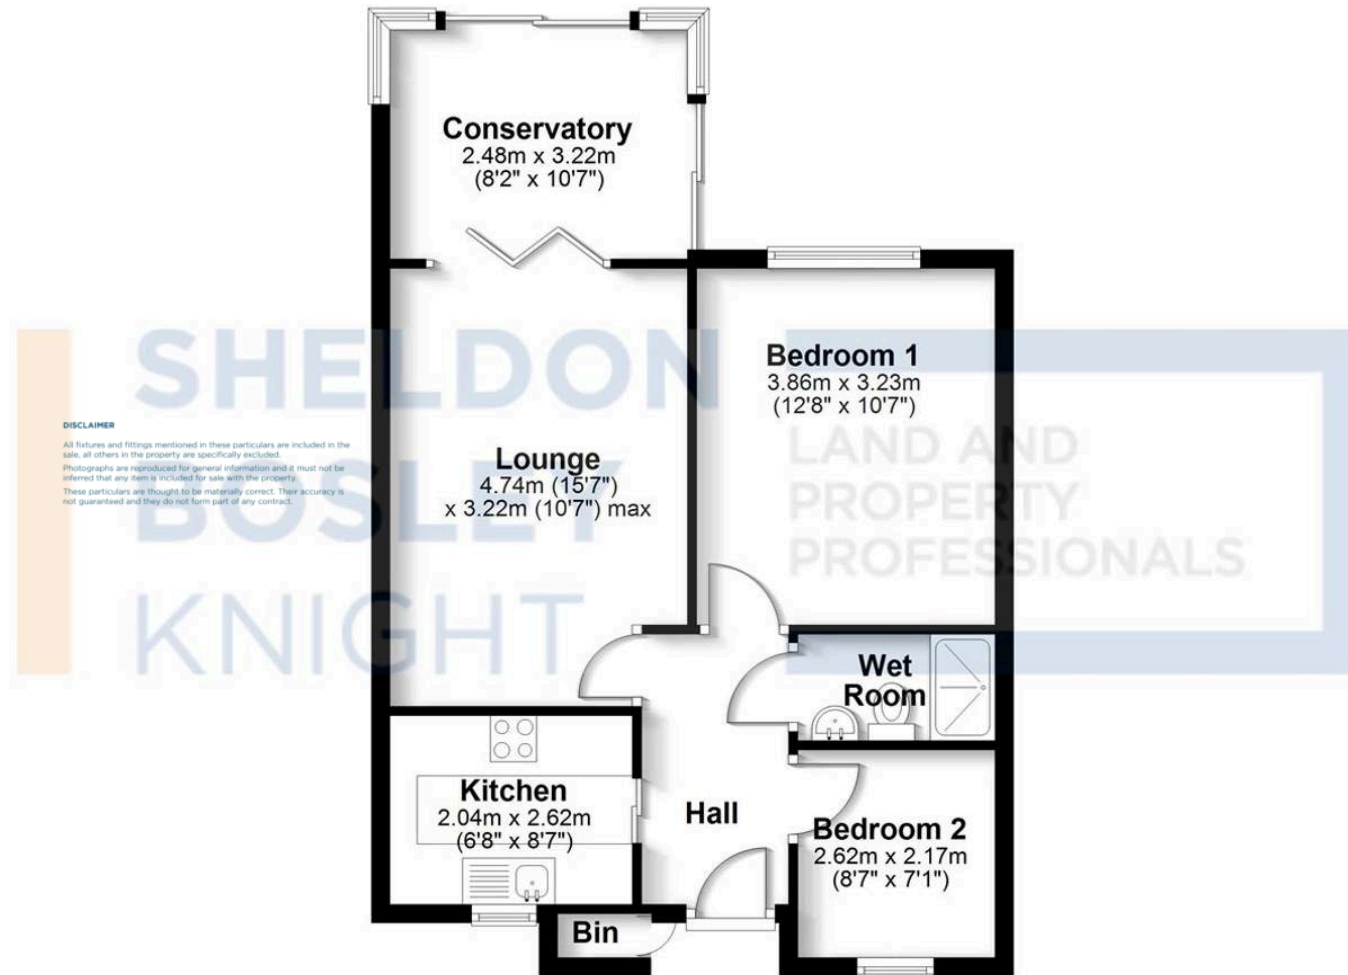 Conservatory
2.48m x 3.22m
(8'2" x 10'7")
Bedroom 1
3.86m x 3.23m
(12'8" x 10'7")
Lounge
4.74m (15'7")
x 3.22m (10'7") max
Wet
Room
Kitchen
2.04m x 2.62m
(6'8" x 8'7")
Hall
Bedroom 2
2.62m x 2.17m
(8'7" x 7'1")
Bin
SHELDON
BOSLEY
KNIGHT
LAND AND
PROPERTY
PROFESSIONALS
DISCLAIMER
All fixtures and fittings mentioned in these particulars are included in the
sale, all others in the property are specifically excluded.
Photographs are reproduced for general information and it must not be
inferred that any item is included for sale with the property.
These particulars are thought to be materially correct. Their accuracy is
not guaranteed and they do not form part of any contract.